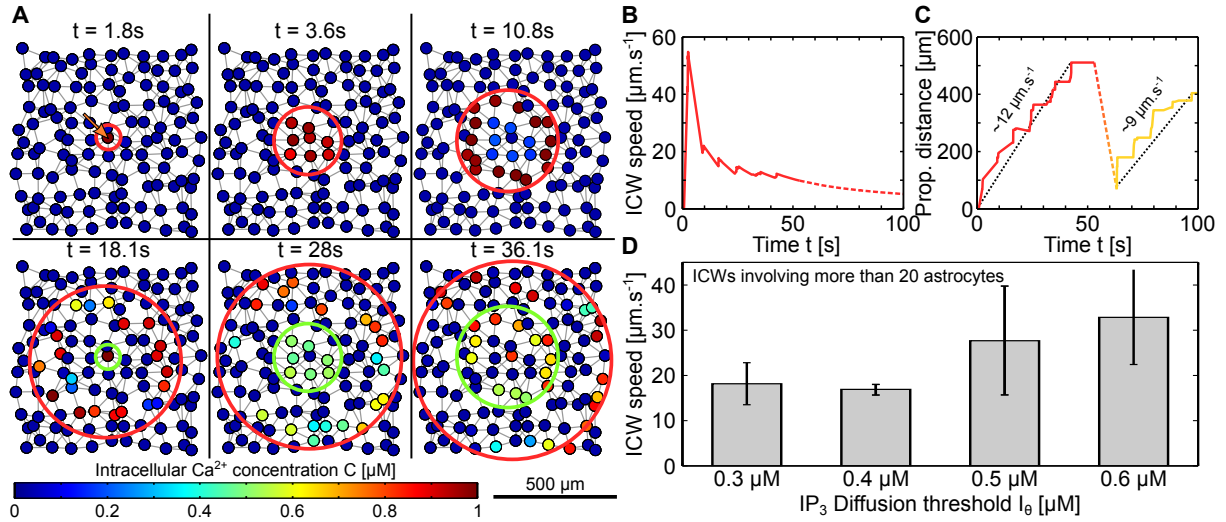 A
t = 1.8s
t = 3.6s
t = 10.8s
t = 18.1s
t = 28s
t = 36.1s
Intracellular Ca²⁺ concentration C [µM]
0 0.2 0.4 0.6 0.8 1
500 µm
B
ICW speed [µm.s⁻¹]
60
50
40
30
20
10
0
0 50 100
Time t [s]
C
Prop. distance [µm]
600
400
200
0
~12 µm.s⁻¹
~9 µm.s⁻¹
0 50 100
Time t [s]
D
ICWs involving more than 20 astrocytes
ICW speed [µm.s⁻¹]
40
30
20
10
0
0.3 µM 0.4 µM 0.5 µM 0.6 µM
IP₃ Diffusion threshold I_θ [µM]